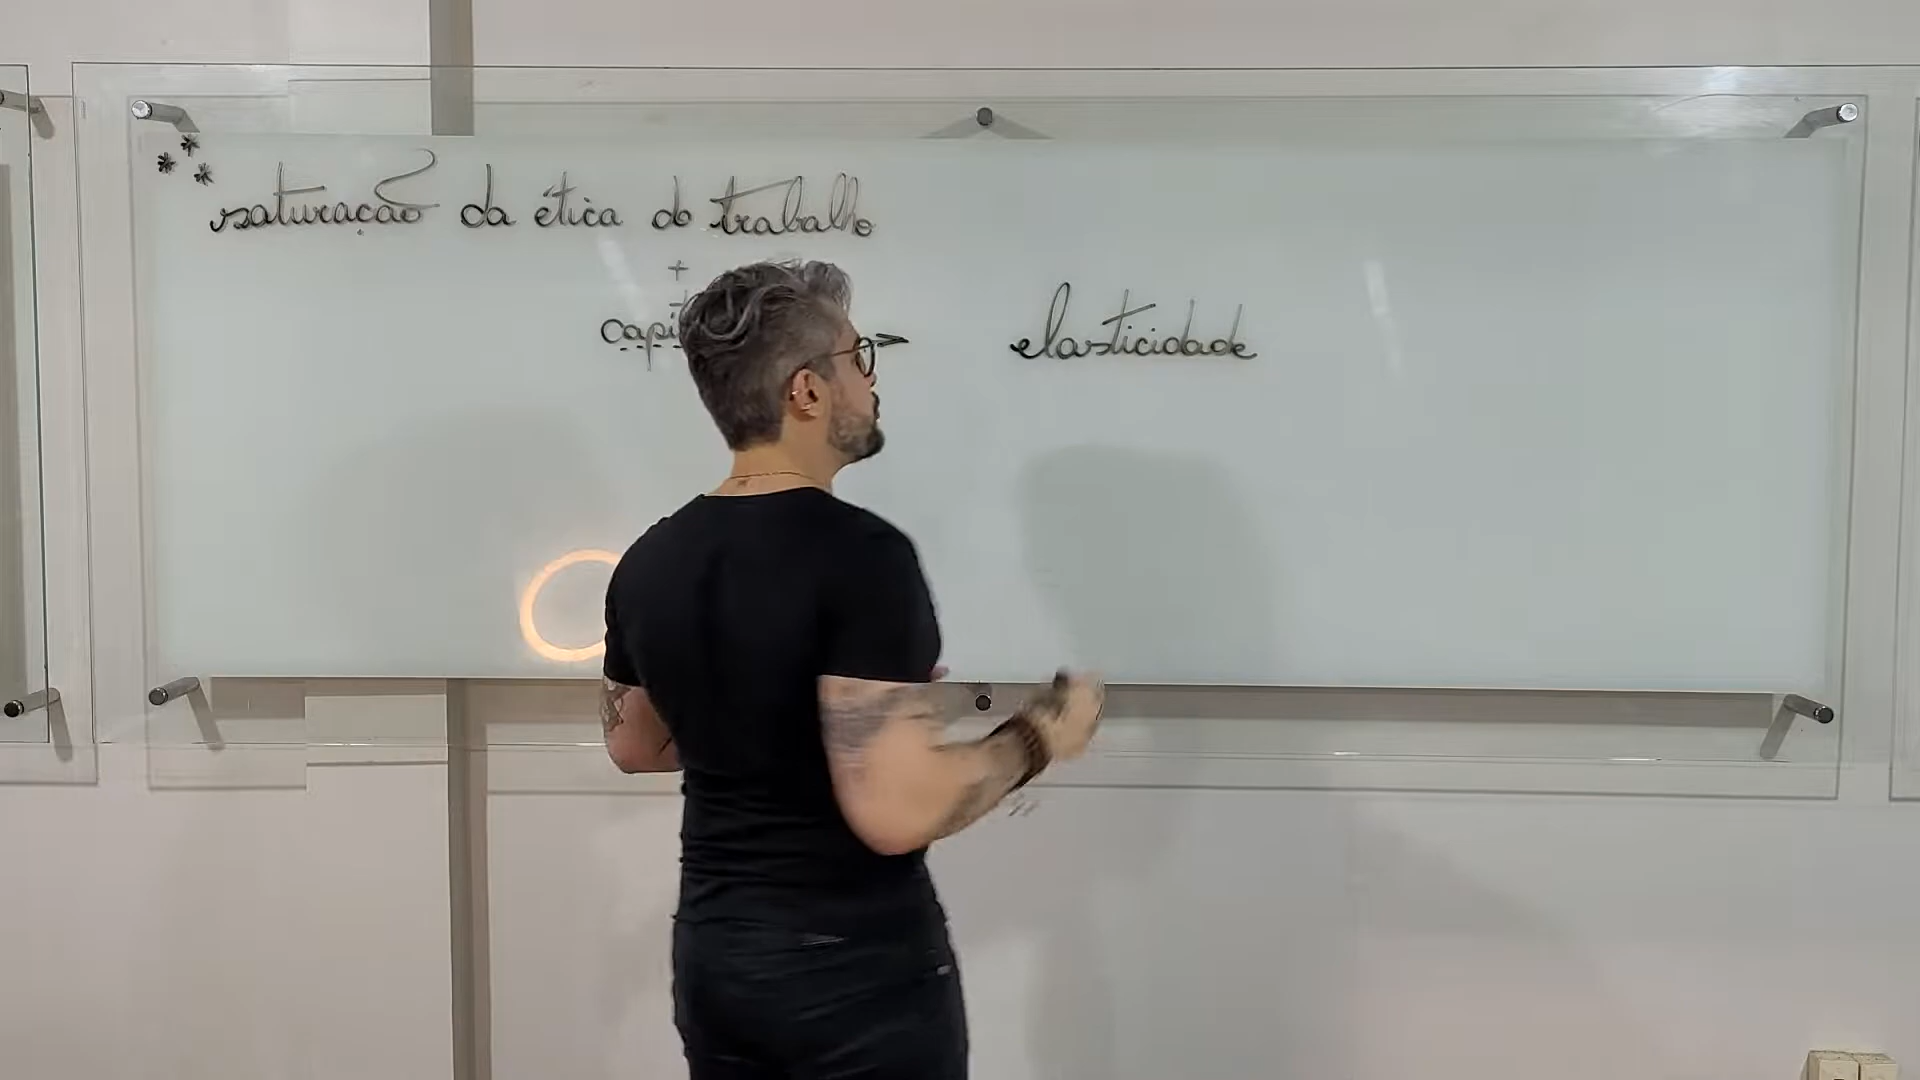 saturação da ética do trabalho
+
elasticidade